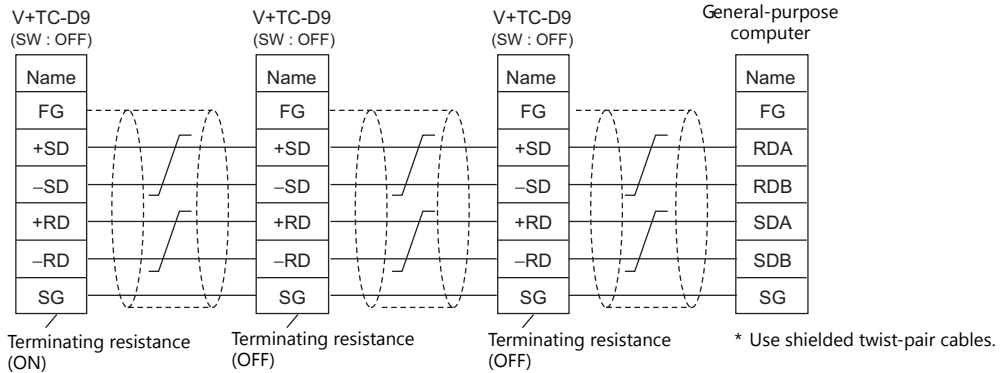 V+TC-D9
(SW : OFF)
Name
FG
+SD
−SD
+RD
−RD
SG
Terminating resistance
(ON)
V+TC-D9
(SW : OFF)
Name
FG
+SD
−SD
+RD
−RD
SG
Terminating resistance
(OFF)
V+TC-D9
(SW : OFF)
Name
FG
+SD
−SD
+RD
−RD
SG
Terminating resistance
(OFF)
General-purpose
computer
Name
FG
RDA
RDB
SDA
SDB
SG
* Use shielded twist-pair cables.